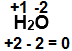 +1 -2
H₂O
+2 - 2 = 0